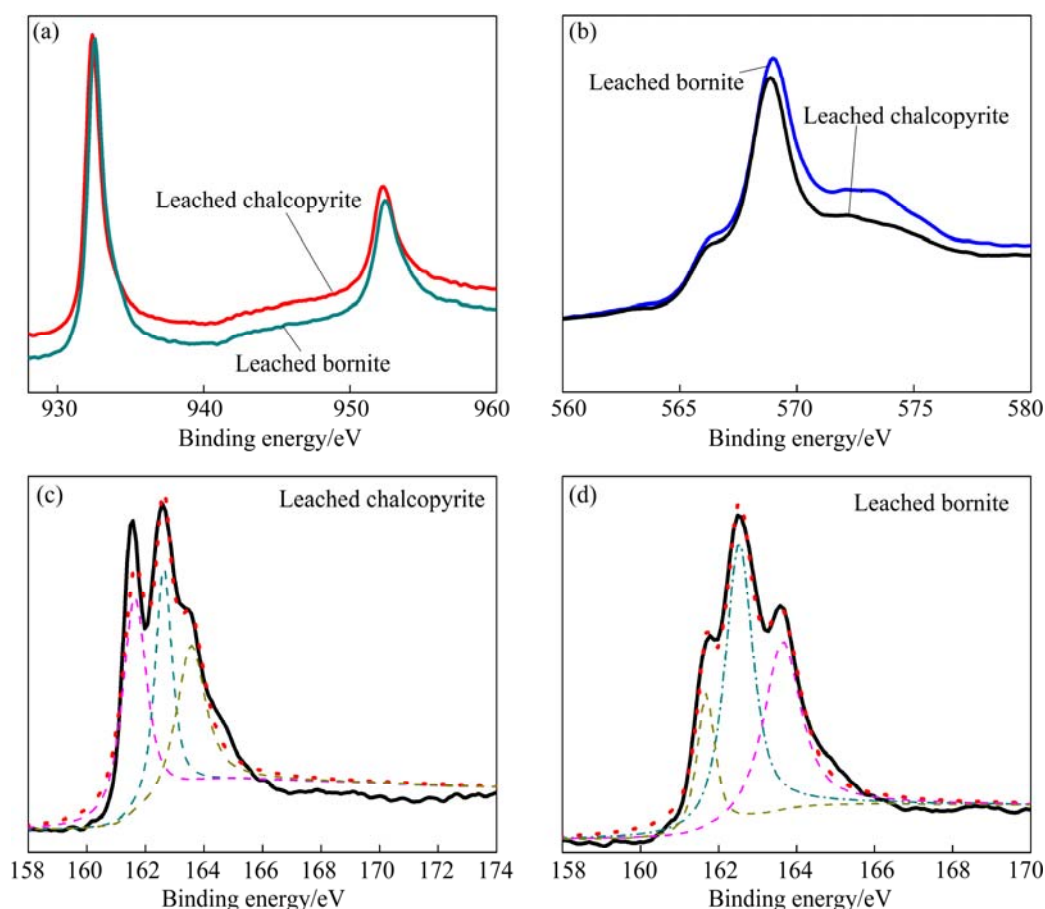 (a)
Leached chalcopyrite
Leached bornite
930 940 950 960
Binding energy/eV
(b)
Leached
bornite
Leached chalcopyrite
560 565 570 575 580
Binding energy/eV
(c)
Leached chalcopyrite
158 160 162 164 166 168 170 172 174
Binding energy/eV
(d)
Leached bornite
158 160 162 164 166 168 170
Binding energy/eV